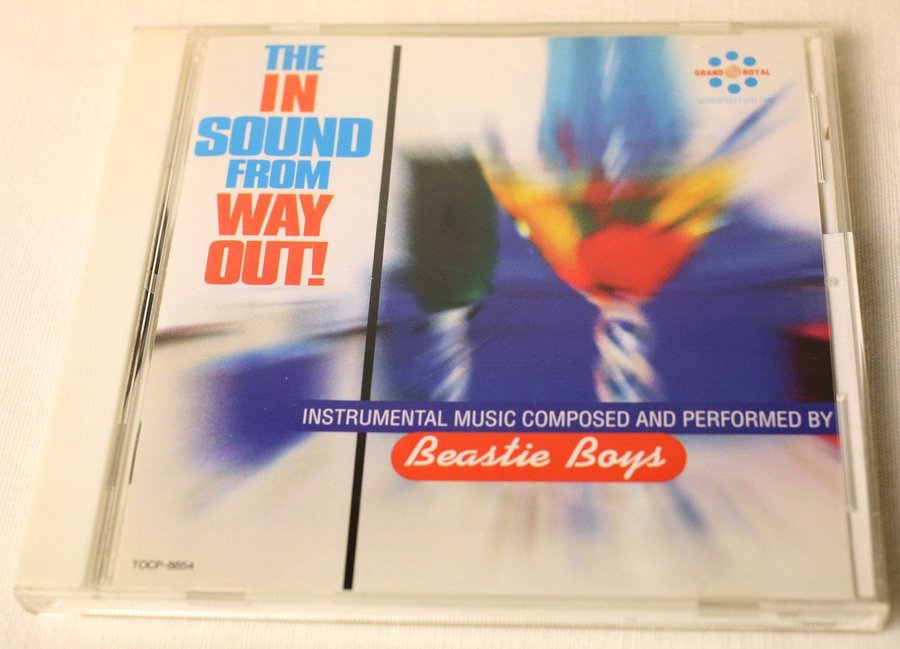 THE
IN
SOUND
FROM
WAY
OUT!
GRAND ROYAL
INSTRUMENTAL MUSIC COMPOSED AND PERFORMED BY
Beastie Boys
TOCP-8854